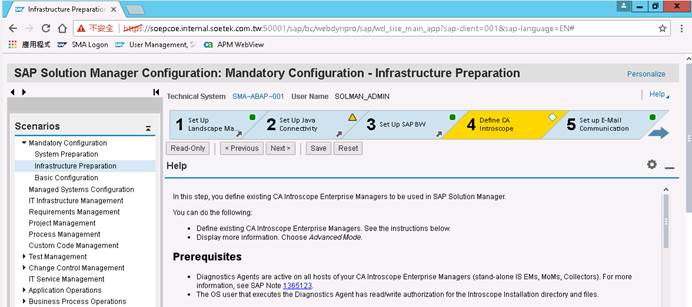 Infrastructure Preparation
不安全 https://soepcoe.internal.soetek.com.tw:50001/sap/bc/webdynpro/sap/wd_sise_main_app?sap-client=001&sap-language=EN#
應用程式 SMA Logon User Management, S APM WebView
SAP Solution Manager Configuration: Mandatory Configuration - Infrastructure Preparation
Personalize
Technical System SMA~ABAP~001 User Name SOLMAN_ADMIN
Help
Scenarios
Mandatory Configuration
System Preparation
Infrastructure Preparation
Basic Configuration
Managed Systems Configuration
IT Infrastructure Management
Requirements Management
Project Management
Process Management
Custom Code Management
Test Management
Change Control Management
IT Service Management
Application Operations
Business Process Operations
1 Set Up Landscape Ma...
2 Set Up Java Connectivity
3 Set Up SAP BW
4 Define CA Introscope
5 Set up E-Mail Communication
Read-Only < Previous Next > Save Reset
Help
In this step, you define existing CA Introscope Enterprise Managers to be used in SAP Solution Manager.
You can do the following:
• Define existing CA Introscope Enterprise Managers. See the instructions below.
• Display more information. Choose Advanced Mode.
Prerequisites
• Diagnostics Agents are active on all hosts of your CA Introscope Enterprise Managers (stand-alone IS EMs, MoMs, Collectors). For more
information, see SAP Note 1365123.
• The OS user that executes the Diagnostics Agent has read/write authorization for the Introscope Installation directory and files.